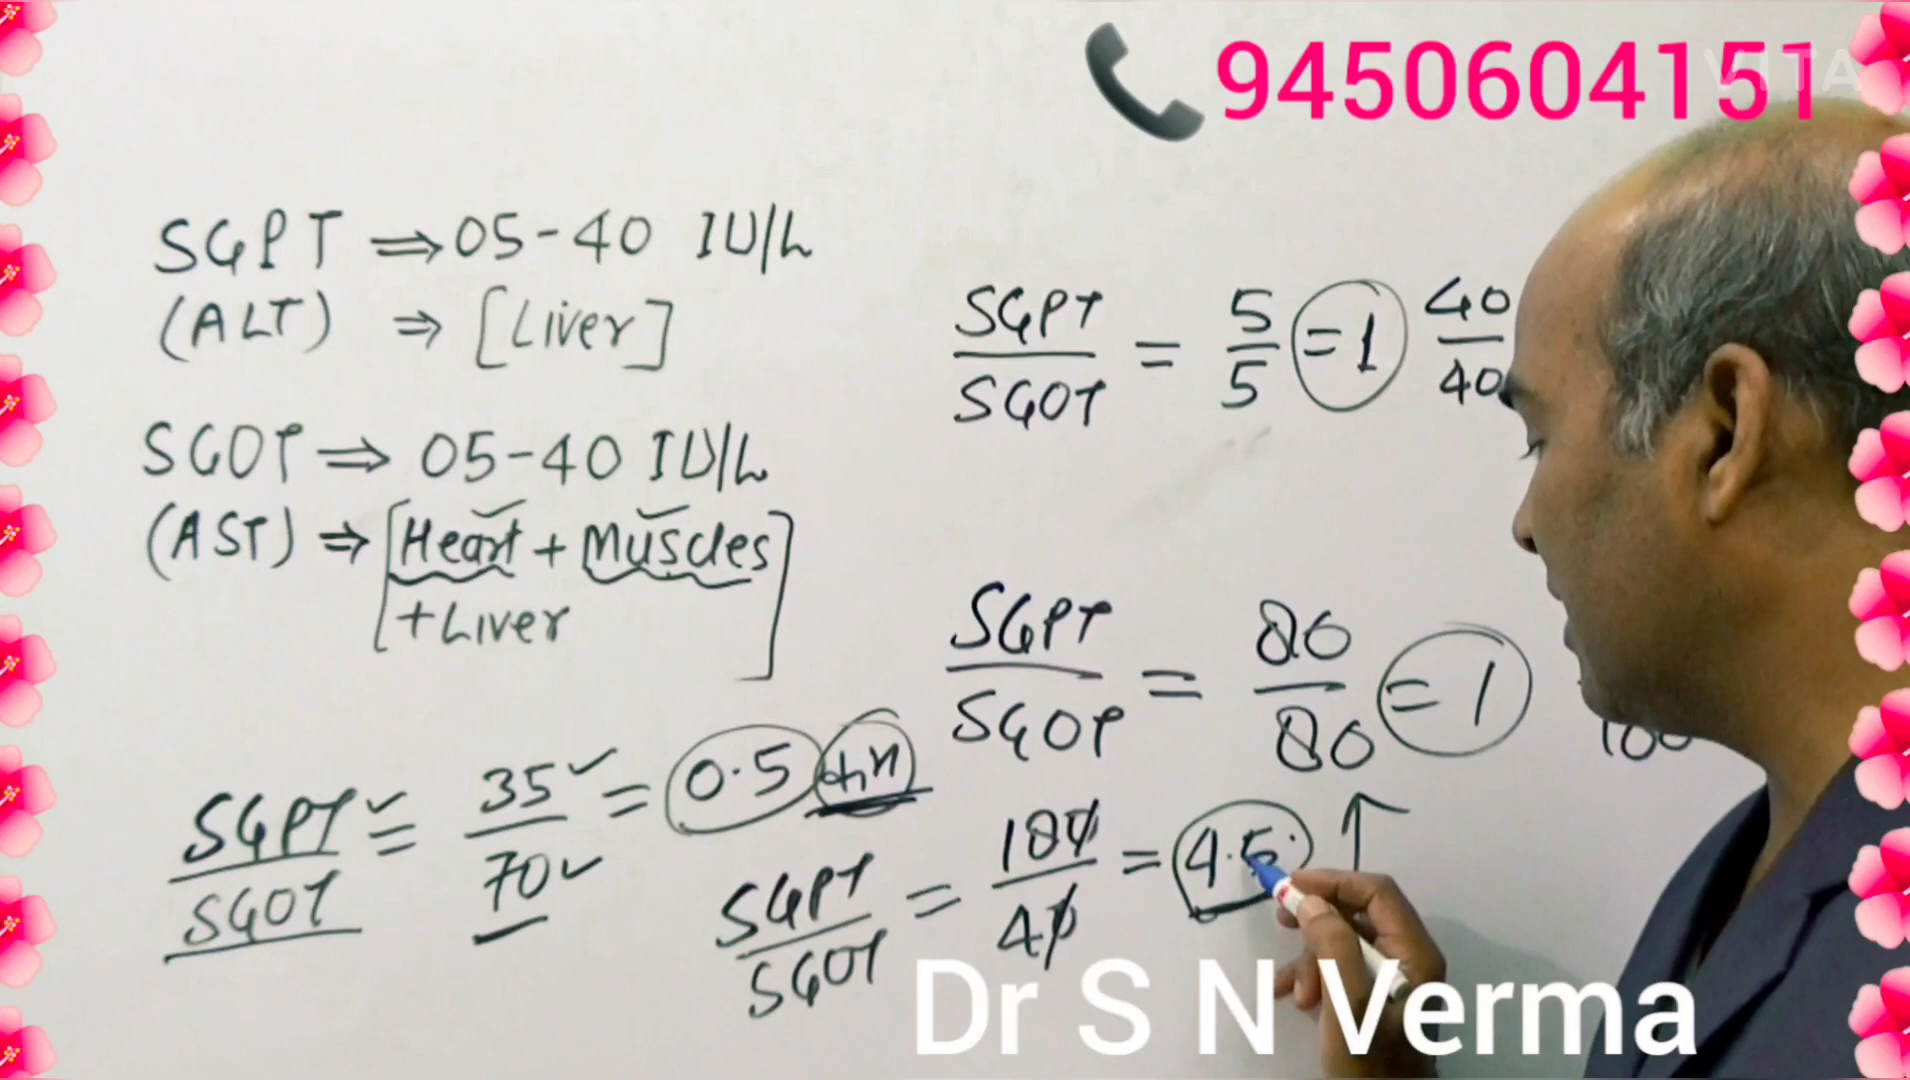 9450604151
VITA
SGPT ⇒ 05-40 IU/L
(ALT) ⇒ [Liver]
SGOT ⇒ 05-40 IU/L
(AST) ⇒ [Heart + Muscles
+Liver]
SGPT/SGOT = 5/5 = 1 40/40
SGPT/SGOT = 80/80 = 1
100
SGPT/SGOT = 35/70 = 0.5
SGPT/SGOT = 180/40 = 4.5 ↑
Dr S N Verma